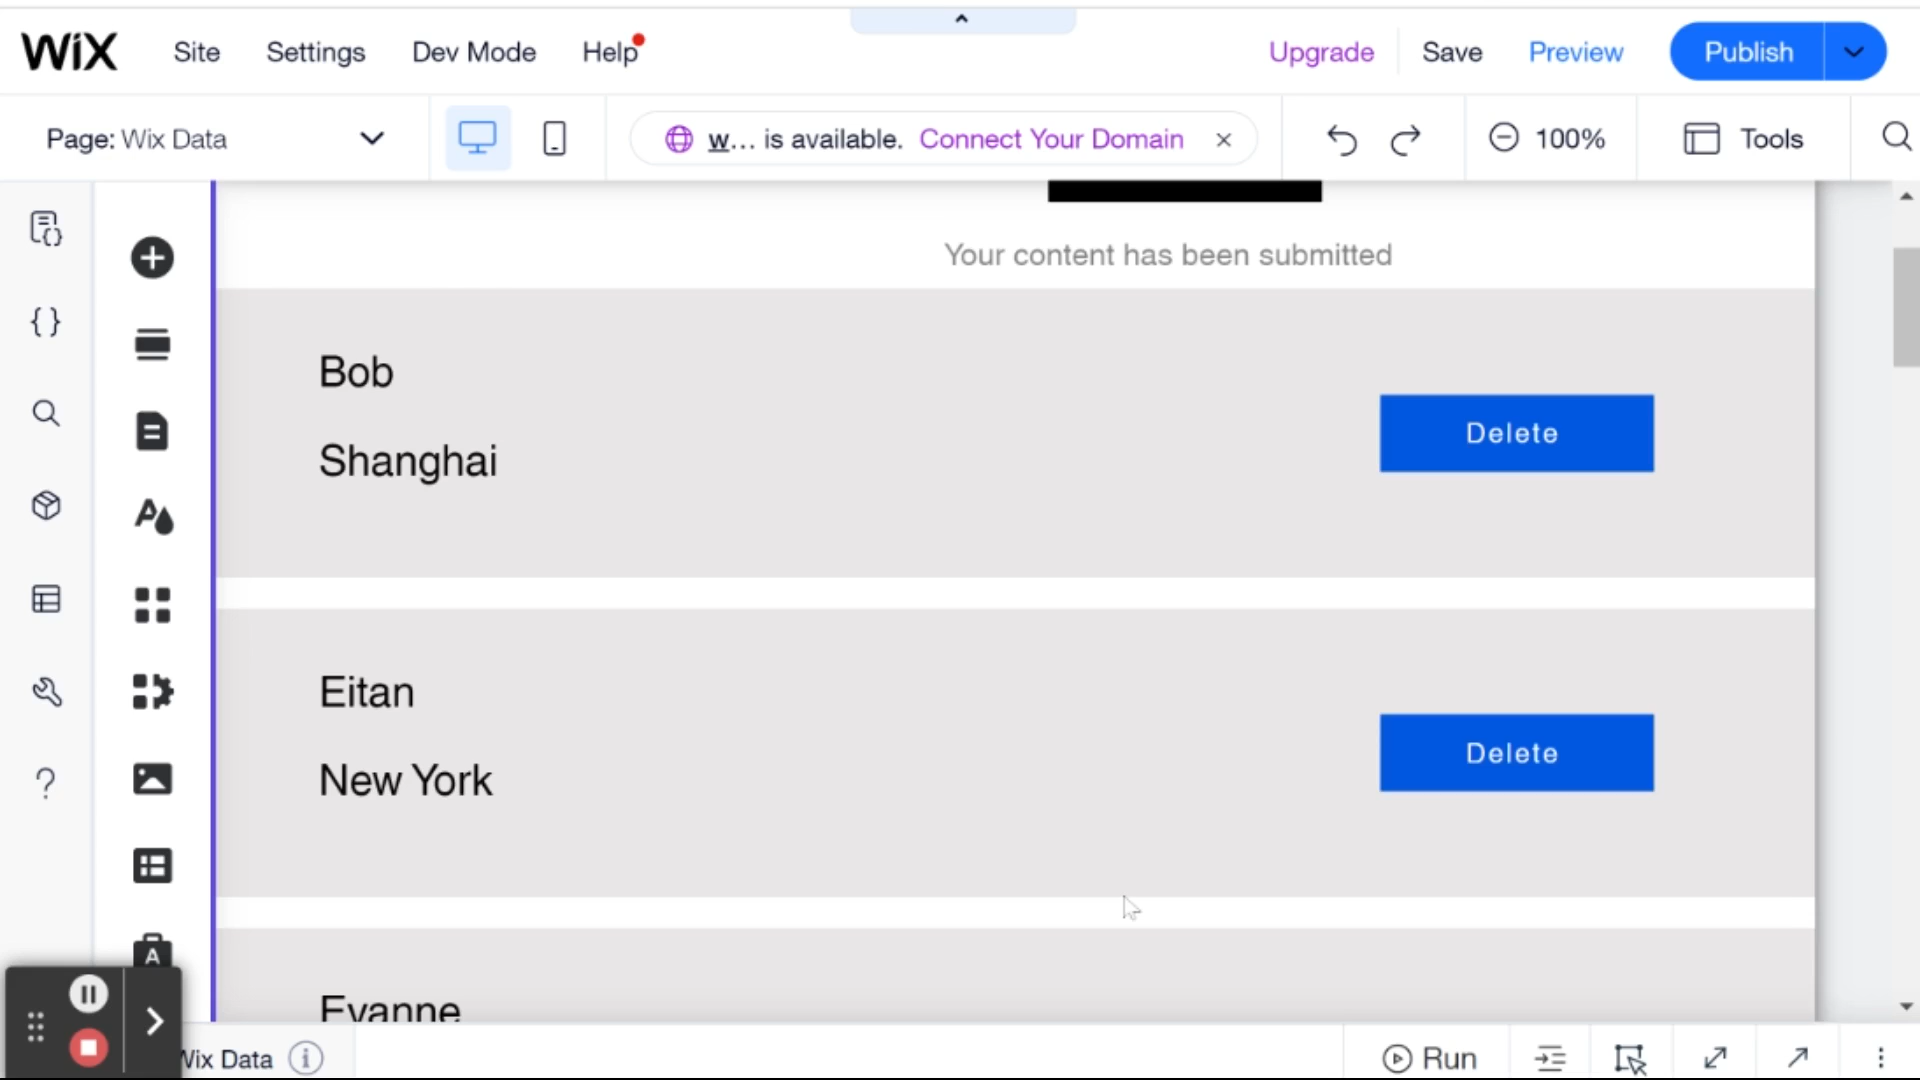 WiX Site Settings Dev Mode Help Upgrade Save Preview Publish
Page: Wix Data w... is available. Connect Your Domain 100% Tools
Your content has been submitted
Bob
Shanghai
Delete
Eitan
New York
Delete
Evanne
Wix Data Run